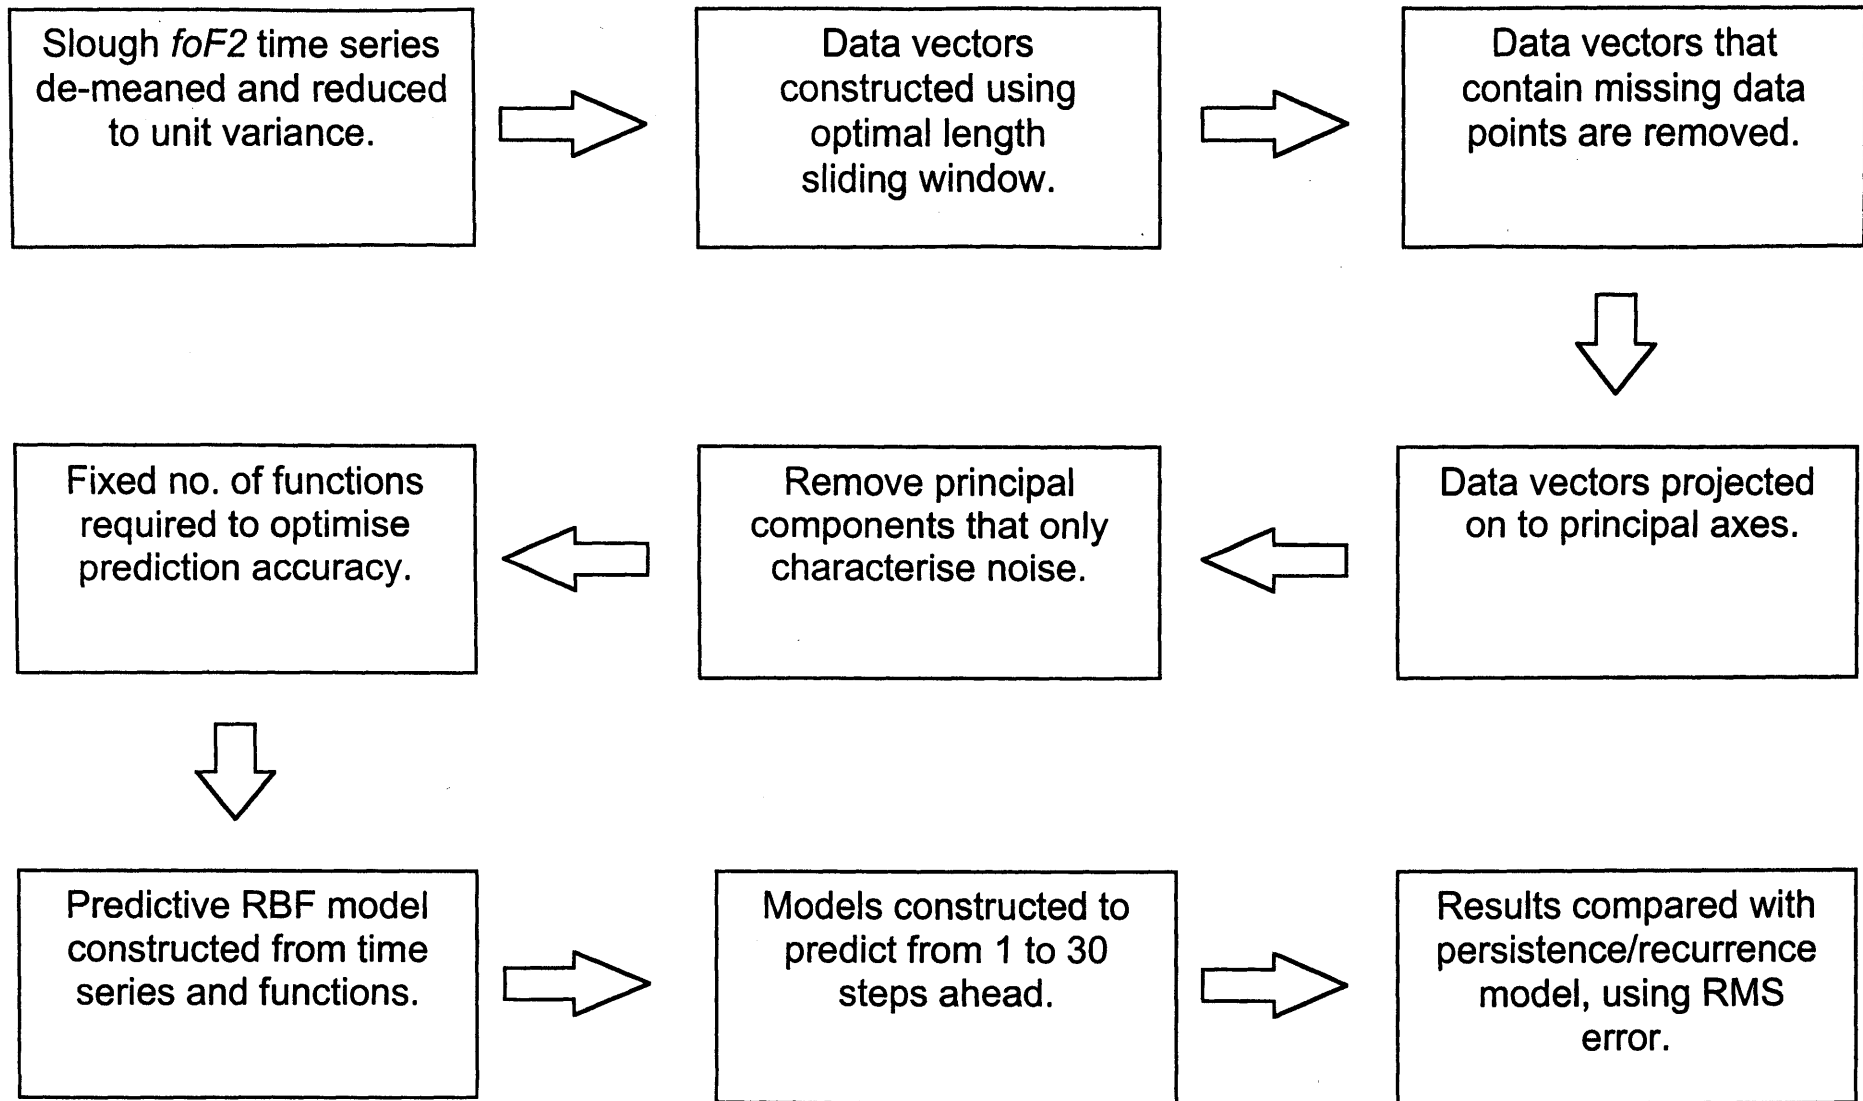 Slough foF2 time series
de-meaned and reduced
to unit variance.
Data vectors
constructed using
optimal length
sliding window.
Data vectors that
contain missing data
points are removed.
Data vectors projected
on to principal axes.
Remove principal
components that only
characterise noise.
Fixed no. of functions
required to optimise
prediction accuracy.
Predictive RBF model
constructed from time
series and functions.
Models constructed to
predict from 1 to 30
steps ahead.
Results compared with
persistence/recurrence
model, using RMS
error.